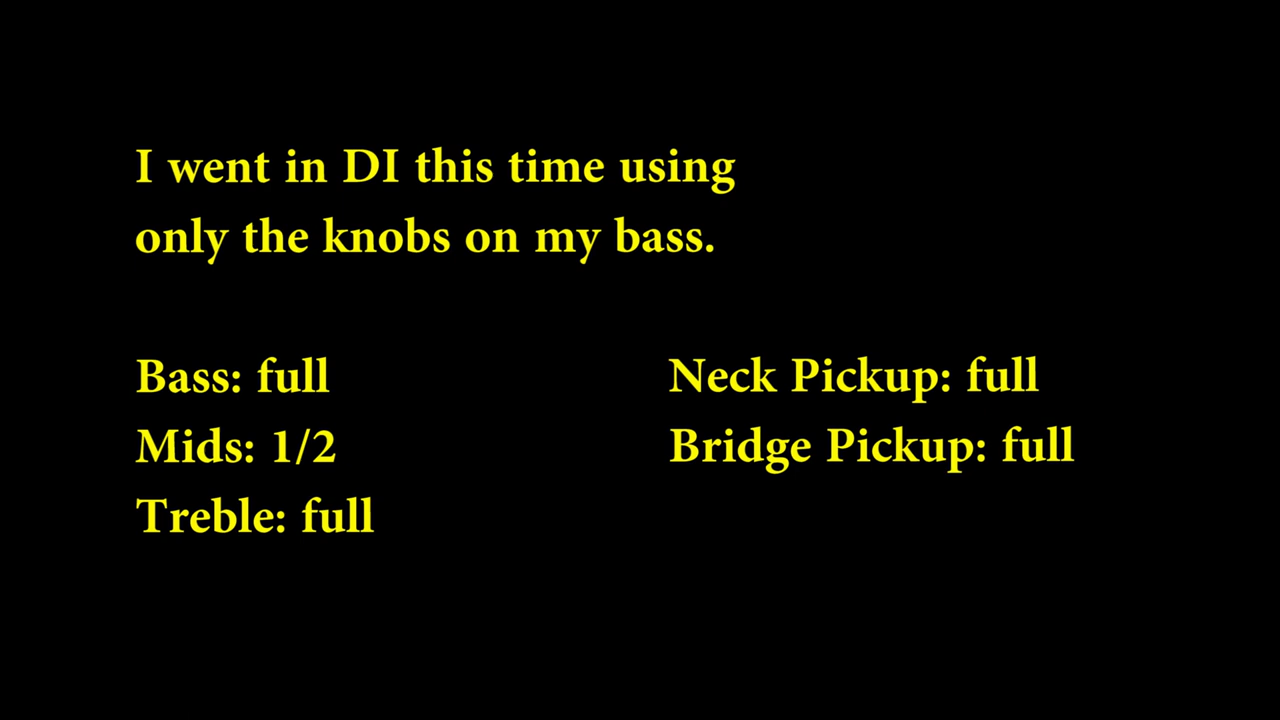 I went in DI this time using
only the knobs on my bass.
Bass: full
Mids: 1/2
Treble: full
Neck Pickup: full
Bridge Pickup: full